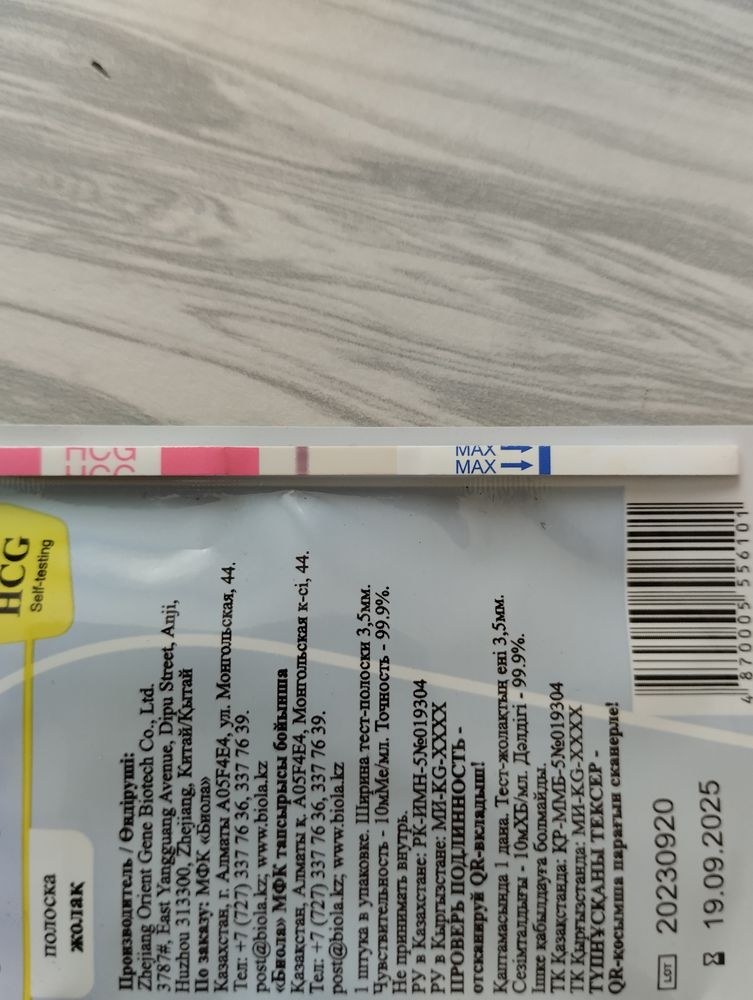 HCG
HCG
MAX
MAX
HCG
Self-testing
полоска
жолақ
Производитель / Өндіруші:
Zhejiang Orient Gene Biotech Co., Ltd.
3787#, East Yangguang Avenue, Dipu Street, Anji,
Huzhou 313300, Zhejiang, Китай/Қытай
По заказу: МФК «Биола»
Казахстан, г. Алматы A05F4E4, ул. Монгольская, 44.
Тел: +7 (727) 337 76 36, 337 76 39.
post@biola.kz; www.biola.kz
«Биола» МФК тапсырысы бойынша
Қазақстан, Алматы қ. A05F4E4, Монгольская к-сі, 44.
Тел: +7 (727) 337 76 36, 337 76 39.
post@biola.kz; www.biola.kz
1 штука в упаковке. Ширина тест-полоски 3,5мм.
Чувствительность - 10мМе/мл. Точность - 99.9%.
Не принимать внутрь.
РУ в Казахстане: РК-ИМН-5№019304
РУ в Кыргызстане: МИ-KG-XXXX
ПРОВЕРЬ ПОДЛИННОСТЬ -
отсканируй QR-вкладыш!
Қаптамасында 1 дана. Тест-жолақтың ені 3,5мм.
Сезімталдығы - 10мХБ/мл. Дәлдігі - 99.9%.
Ішке қабылдауға болмайды.
ТК Қазақстанда: ҚР-ММБ-5№019304
ТК Қырғызстанда: МИ-KG-XXXX
ТҮПНҰСҚАНЫ ТЕКСЕР -
QR-қосымша парағын сканерле!
LOT 20230920
19.09.2025
4 870005 556101